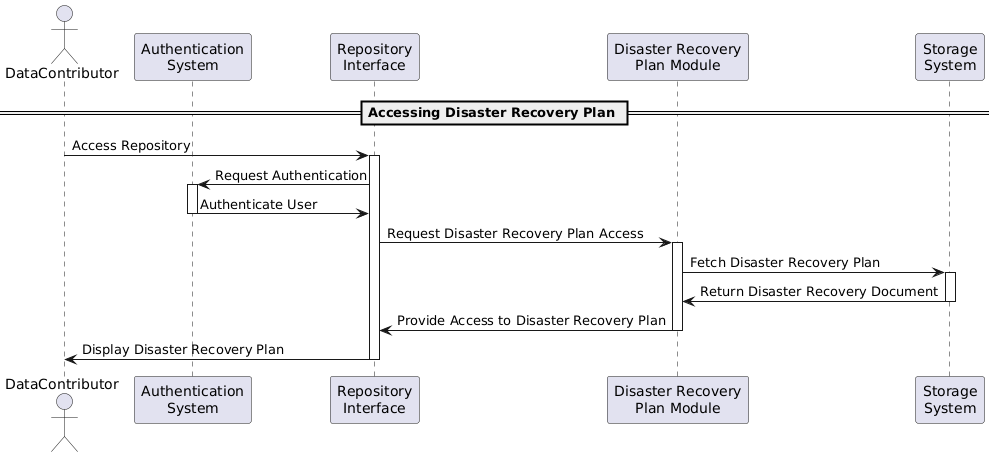 DataContributor
Authentication
System
Repository
Interface
Disaster Recovery
Plan Module
Storage
System
Accessing Disaster Recovery Plan
Access Repository
Request Authentication
Authenticate User
Request Disaster Recovery Plan Access
Fetch Disaster Recovery Plan
Return Disaster Recovery Document
Provide Access to Disaster Recovery Plan
Display Disaster Recovery Plan
DataContributor
Authentication
System
Repository
Interface
Disaster Recovery
Plan Module
Storage
System